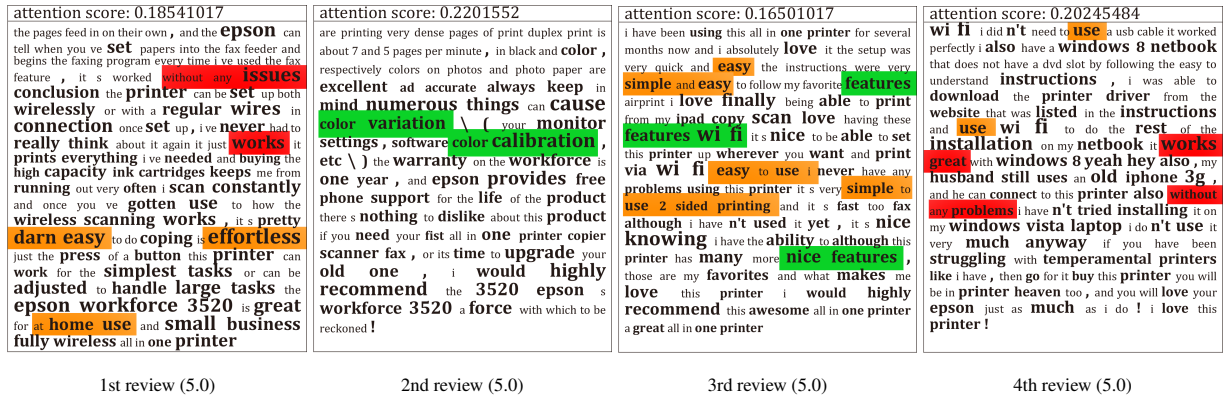 attention score: 0.18541017
the pages feed in on their own , and the epson can
tell when you ve set papers into the fax feeder and
begins the faxing program every time i ve used the fax
feature , it s worked without any issues
conclusion the printer can be set up both
wirelessly or with a regular wires in
connection once set up , i ve never had to
really think about it again it just works it
prints everything i ve needed and buying the
high capacity ink cartridges keeps me from
running out very often i scan constantly
and once you ve gotten use to how the
wireless scanning works , it s pretty
darn easy to do coping is effortless
just the press of a button this printer can
work for the simplest tasks or can be
adjusted to handle large tasks the
epson workforce 3520 is great
for at home use and small business
fully wireless all in one printer
1st review (5.0)
attention score: 0.2201552
are printing very dense pages of print duplex print is
about 7 and 5 pages per minute , in black and color ,
respectively colors on photos and photo paper are
excellent ad accurate always keep in
mind numerous things can cause
color variation \ ( your monitor
settings , software color calibration ,
etc \ ) the warranty on the workforce is
one year , and epson provides free
phone support for the life of the product
there s nothing to dislike about this product
if you need your fist all in one printer copier
scanner fax , or its time to upgrade your
old one , i would highly
recommend the 3520 epson s
workforce 3520 a force with which to be
reckoned !
2nd review (5.0)
attention score: 0.16501017
i have been using this all in one printer for several
months now and i absolutely love it the setup was
very quick and easy the instructions were very
simple and easy to follow my favorite features
airprint i love finally being able to print
from my ipad copy scan love having these
features wi fi it s nice to be able to set
this printer up wherever you want and print
via wi fi easy to use i never have any
problems using this printer it s very simple to
use 2 sided printing and it s fast too fax
although i have n't used it yet , it s nice
knowing i have the ability to although this
printer has many more nice features ,
those are my favorites and what makes me
love this printer i would highly
recommend this awesome all in one printer
a great all in one printer
3rd review (5.0)
attention score: 0.20245484
wi fi i did n't need to use a usb cable it worked
perfectly i also have a windows 8 netbook
that does not have a dvd slot by following the easy to
understand instructions , i was able to
download the printer driver from the
website that was listed in the instructions
and use wi fi to do the rest of the
installation on my netbook it works
great with windows 8 yeah hey also , my
husband still uses an old iphone 3g ,
and he can connect to this printer also without
any problems i have n't tried installing it on
my windows vista laptop i do n't use it
very much anyway if you have been
struggling with temperamental printers
like i have , then go for it buy this printer you will
be in printer heaven too , and you will love your
epson just as much as i do ! i love this
printer !
4th review (5.0)